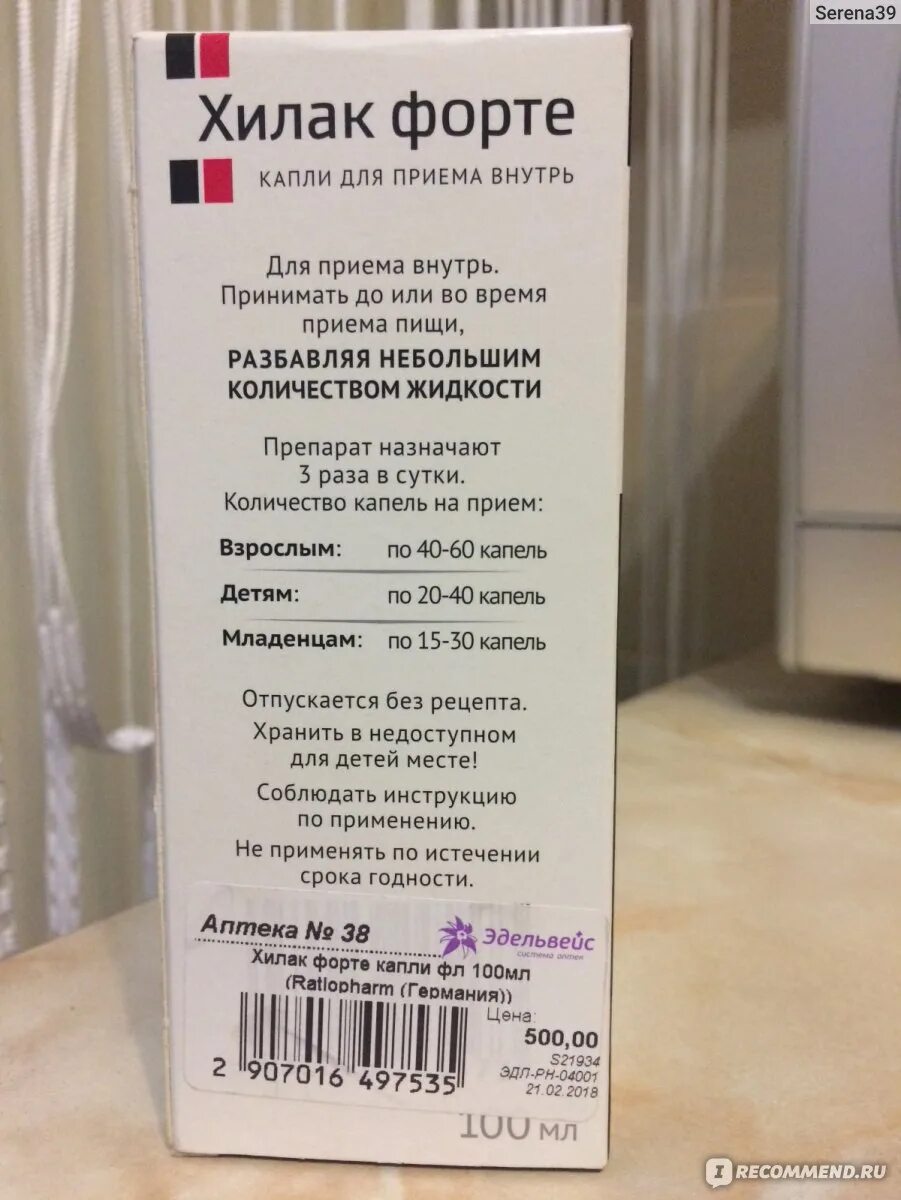 Serena39
Хилак форте
КАПЛИ ДЛЯ ПРИЕМА ВНУТРЬ
Для приема внутрь.
Принимать до или во время
приема пищи,
РАЗБАВЛЯЯ НЕБОЛЬШИМ
КОЛИЧЕСТВОМ ЖИДКОСТИ
Препарат назначают
3 раза в сутки.
Количество капель на прием:
Взрослым: по 40-60 капель
Детям: по 20-40 капель
Младенцам: по 15-30 капель
Отпускается без рецепта.
Хранить в недоступном
для детей месте!
Соблюдать инструкцию
по применению.
Не применять по истечении
срока годности.
Аптека № 38
Эдельвейс
система аптек
Хилак форте капли фл 100мл
(Ratiopharm (Германия))
Цена:
500,00
S21934
ЭДЛ-РН-04001
21.02.2018
2 907016 497535
100 мл
I RECOMMEND.RU